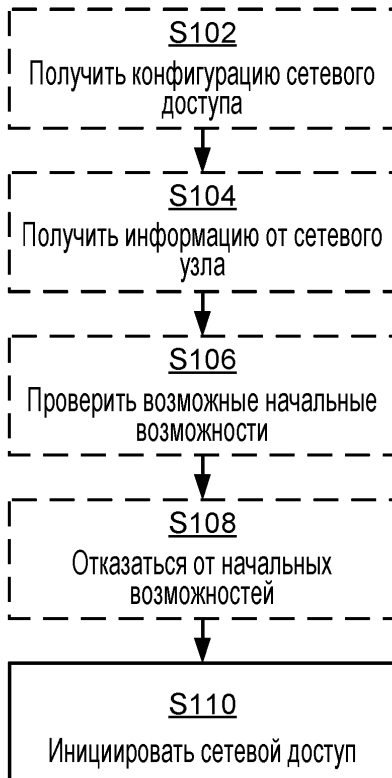 S102
Получить конфигурацию сетевого
доступа
S104
Получить информацию от сетевого
узла
S106
Проверить возможные начальные
возможности
S108
Отказаться от начальных
возможностей
S110
Инициировать сетевой доступ